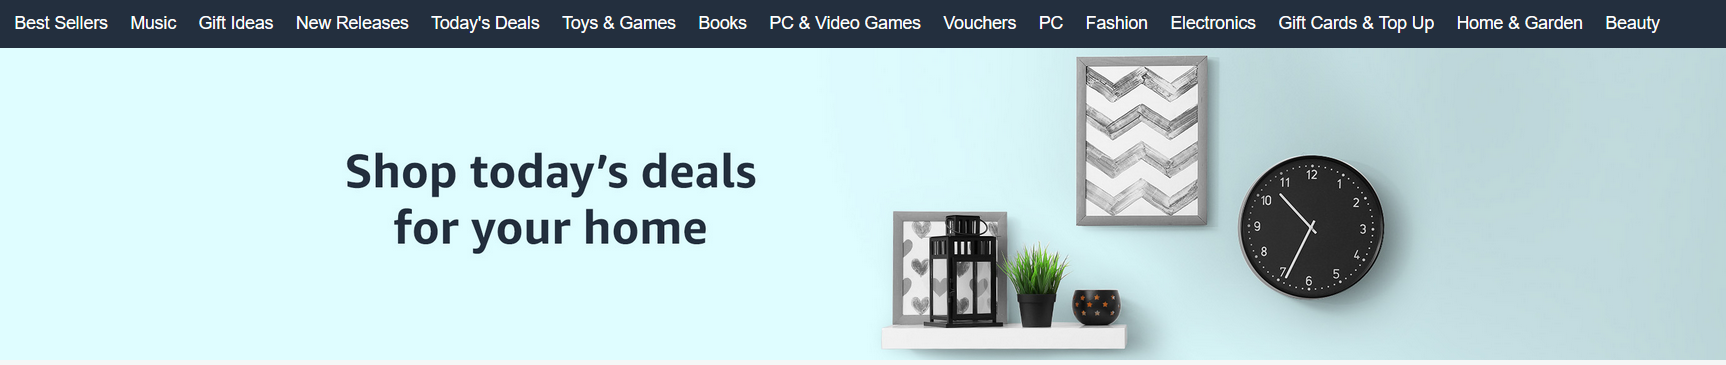 Best Sellers Music Gift Ideas New Releases Today's Deals Toys & Games Books PC & Video Games Vouchers PC Fashion Electronics Gift Cards & Top Up Home & Garden Beauty
Shop today’s deals
for your home
12
11 1
10 2
9 3
8 4
7 5
6